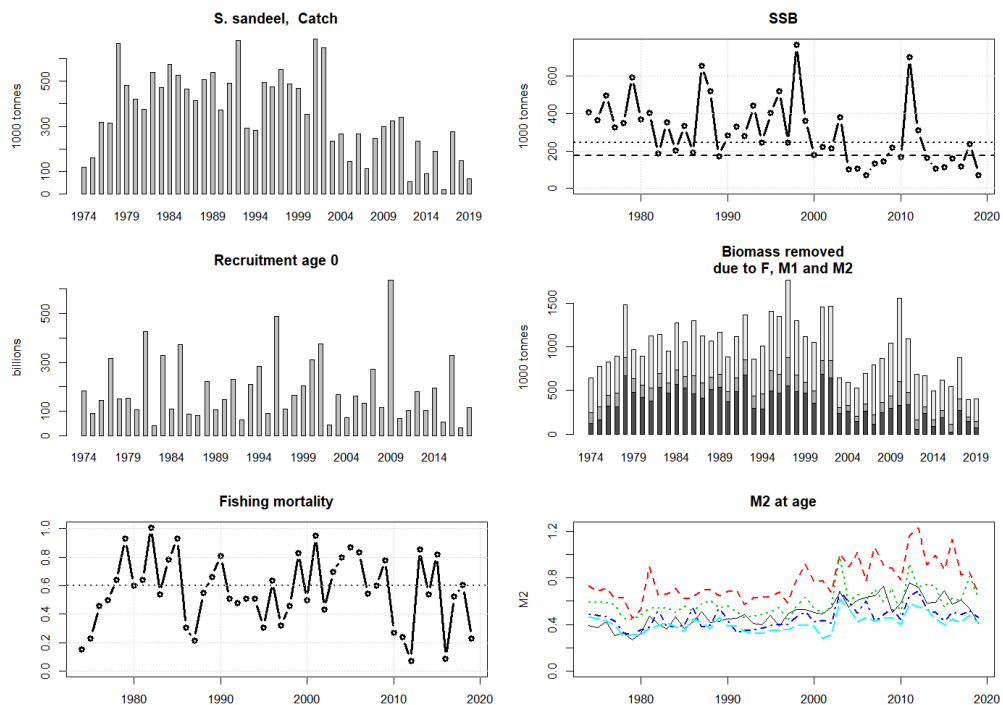 S. sandeel, Catch
1000 tonnes
0 100 300 500
1974 1979 1984 1989 1994 1999 2004 2009 2014 2019
SSB
1000 tonnes
0 200 400 600
1980 1990 2000 2010 2020
Recruitment age 0
billions
0 100 300 500
1974 1979 1984 1989 1994 1999 2004 2009 2014
Biomass removed
due to F, M1 and M2
1000 tonnes
0 500 1000 1500
1974 1979 1984 1989 1994 1999 2004 2009 2014 2019
Fishing mortality
0.0 0.2 0.4 0.6 0.8 1.0
1980 1990 2000 2010 2020
M2 at age
M2
0.0 0.4 0.8 1.2
1980 1990 2000 2010 2020